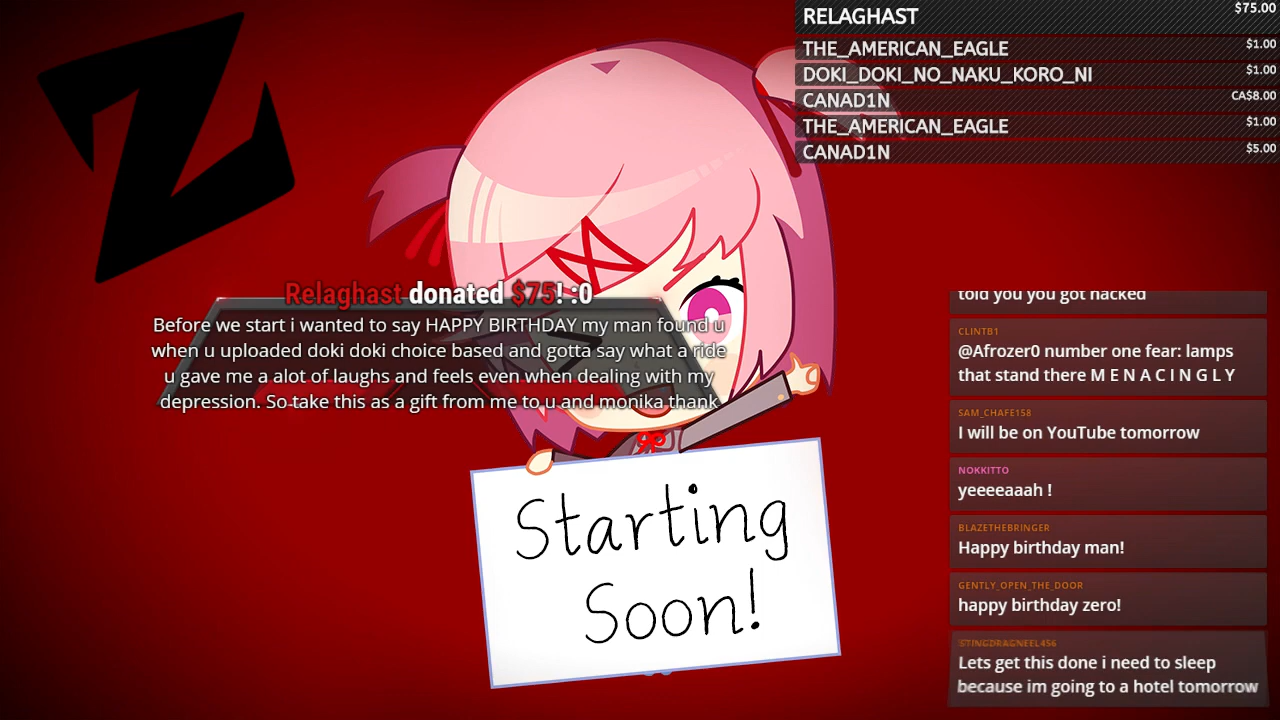 RELAGHAST $75.00
THE_AMERICAN_EAGLE $1.00
DOKI_DOKI_NO_NAKU_KORO_NI $1.00
CANAD1N CA$8.00
THE_AMERICAN_EAGLE $1.00
CANAD1N $5.00
Relaghast donated $75! :0
Before we start i wanted to say HAPPY BIRTHDAY my man found u
when u uploaded doki doki choice based and gotta say what a ride
u gave me a alot of laughs and feels even when dealing with my
depression. So take this as a gift from me to u and monika thank
Starting
Soon!
told you you got hacked
CLINTB1
@Afrozer0 number one fear: lamps
that stand there M E N A C I N G L Y
SAM_CHAFE158
I will be on YouTube tomorrow
NOKKITTO
yeeeeaaah !
BLAZETHEBRINGER
Happy birthday man!
GENTLY_OPEN_THE_DOOR
happy birthday zero!
STINGDRAGNEEL456
Lets get this done i need to sleep
because im going to a hotel tomorrow